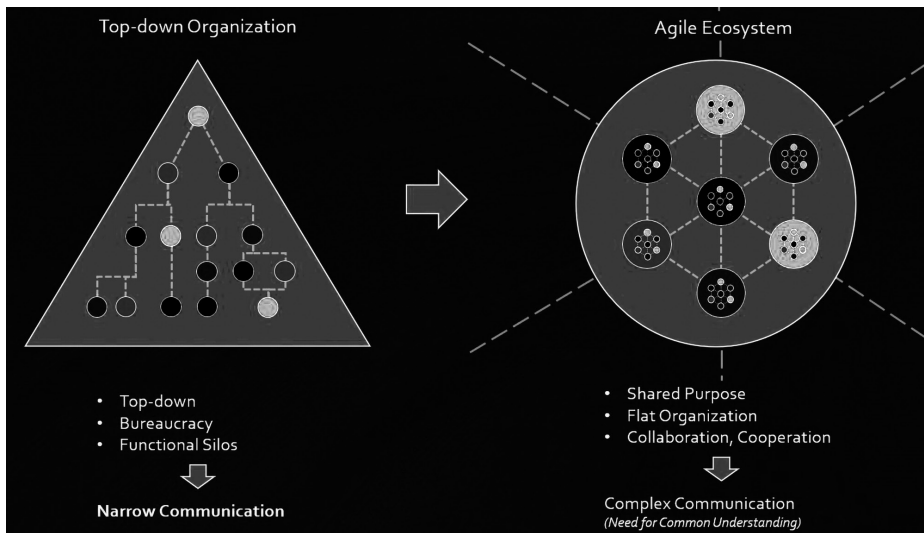 Top-down Organization
Agile Ecosystem
• Top-down
• Bureaucracy
• Functional Silos
Narrow Communication
• Shared Purpose
• Flat Organization
• Collaboration, Cooperation
Complex Communication
(Need for Common Understanding)